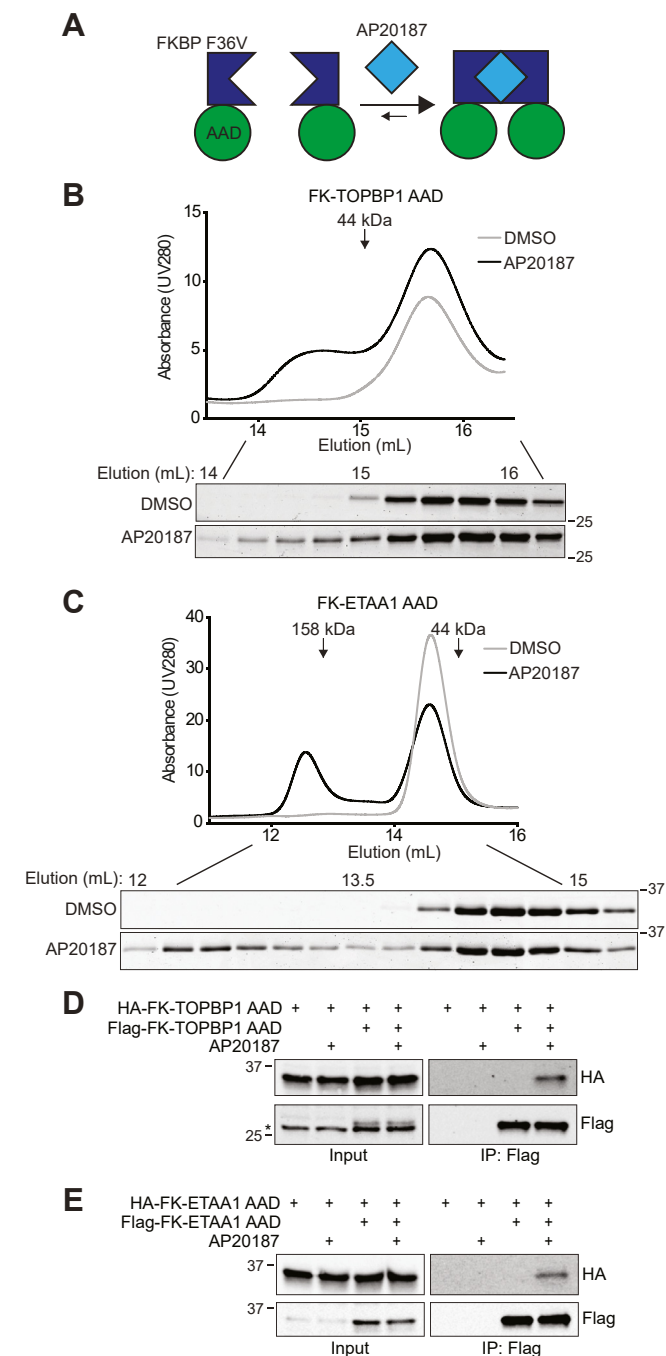 A
FKBP F36V
AP20187
AAD
B
FK-TOPBP1 AAD
44 kDa
DMSO
AP20187
Absorbance (UV280)
15
10
5
0
14 15 16
Elution (mL)
Elution (mL): 14 15 16
DMSO
-25
AP20187
-25
C
FK-ETAA1 AAD
158 kDa 44 kDa
DMSO
AP20187
Absorbance (UV280)
40
30
20
10
0
12 14 16
Elution (mL)
Elution (mL): 12 13.5 15
-37
DMSO
-37
AP20187
D
HA-FK-TOPBP1 AAD + + + + + + + +
Flag-FK-TOPBP1 AAD + + + +
AP20187 + + + +
37-
HA
* Flag
25-
Input IP: Flag
E
HA-FK-ETAA1 AAD + + + + + + + +
Flag-FK-ETAA1 AAD + + + +
AP20187 + + + +
37-
HA
37-
Flag
Input IP: Flag